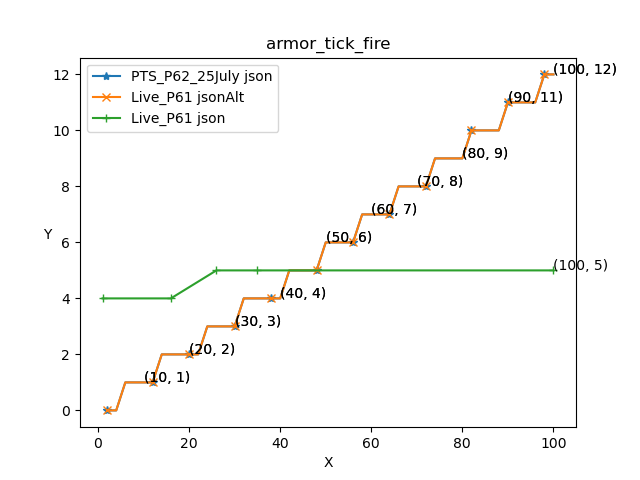 armor_tick_fire
PTS_P62_25July json
Live_P61 jsonAlt
Live_P61 json
(100, 12)
(90, 11)
(80, 9)
(70, 8)
(60, 7)
(50, 6)
(100, 5)
(40, 4)
(30, 3)
(20, 2)
(10, 1)
Y
12
10
8
6
4
2
0
0 20 40 60 80 100
X